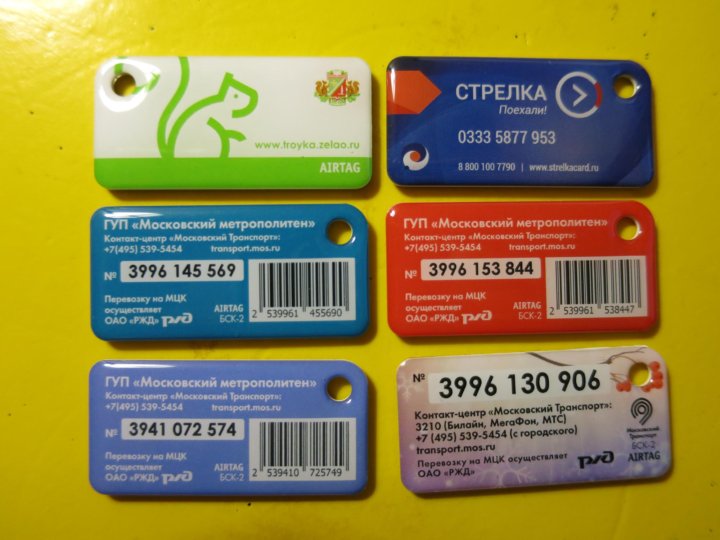 www.troyka.zelao.ru
AIRTAG
СТРЕЛКА
Поехали!
0333 5877 953
8 800 100 7790 | www.strelkacard.ru
ГУП «Московский метрополитен»
Контакт-центр «Московский Транспорт»:
+7(495) 539-5454 transport.mos.ru
№ 3996 145 569
Перевозку на МЦК
осуществляет
ОАО «РЖД» РЖД
AIRTAG
БСК-2
2 539961 455690
ГУП «Московский метрополитен»
Контакт-центр «Московский Транспорт»:
+7(495) 539-5454 transport.mos.ru
№ 3996 153 844
Перевозку на МЦК
осуществляет
ОАО «РЖД» РЖД
AIRTAG
БСК-2
2 539961 538447
ГУП «Московский метрополитен»
Контакт-центр «Московский Транспорт»:
+7(495) 539-5454 transport.mos.ru
№ 3941 072 574
Перевозку на МЦК
осуществляет
ОАО «РЖД» РЖД
AIRTAG
БСК-2
2 539410 725749
№ 3996 130 906
Контакт-центр «Московский Транспорт»:
3210 (Билайн, МегаФон, МТС)
+7 (495) 539-5454 (с городского)
transport.mos.ru
Перевозку на МЦК осуществляет
ОАО «РЖД»
РЖД
Московский
Транспорт
БСК-2
AIRTAG